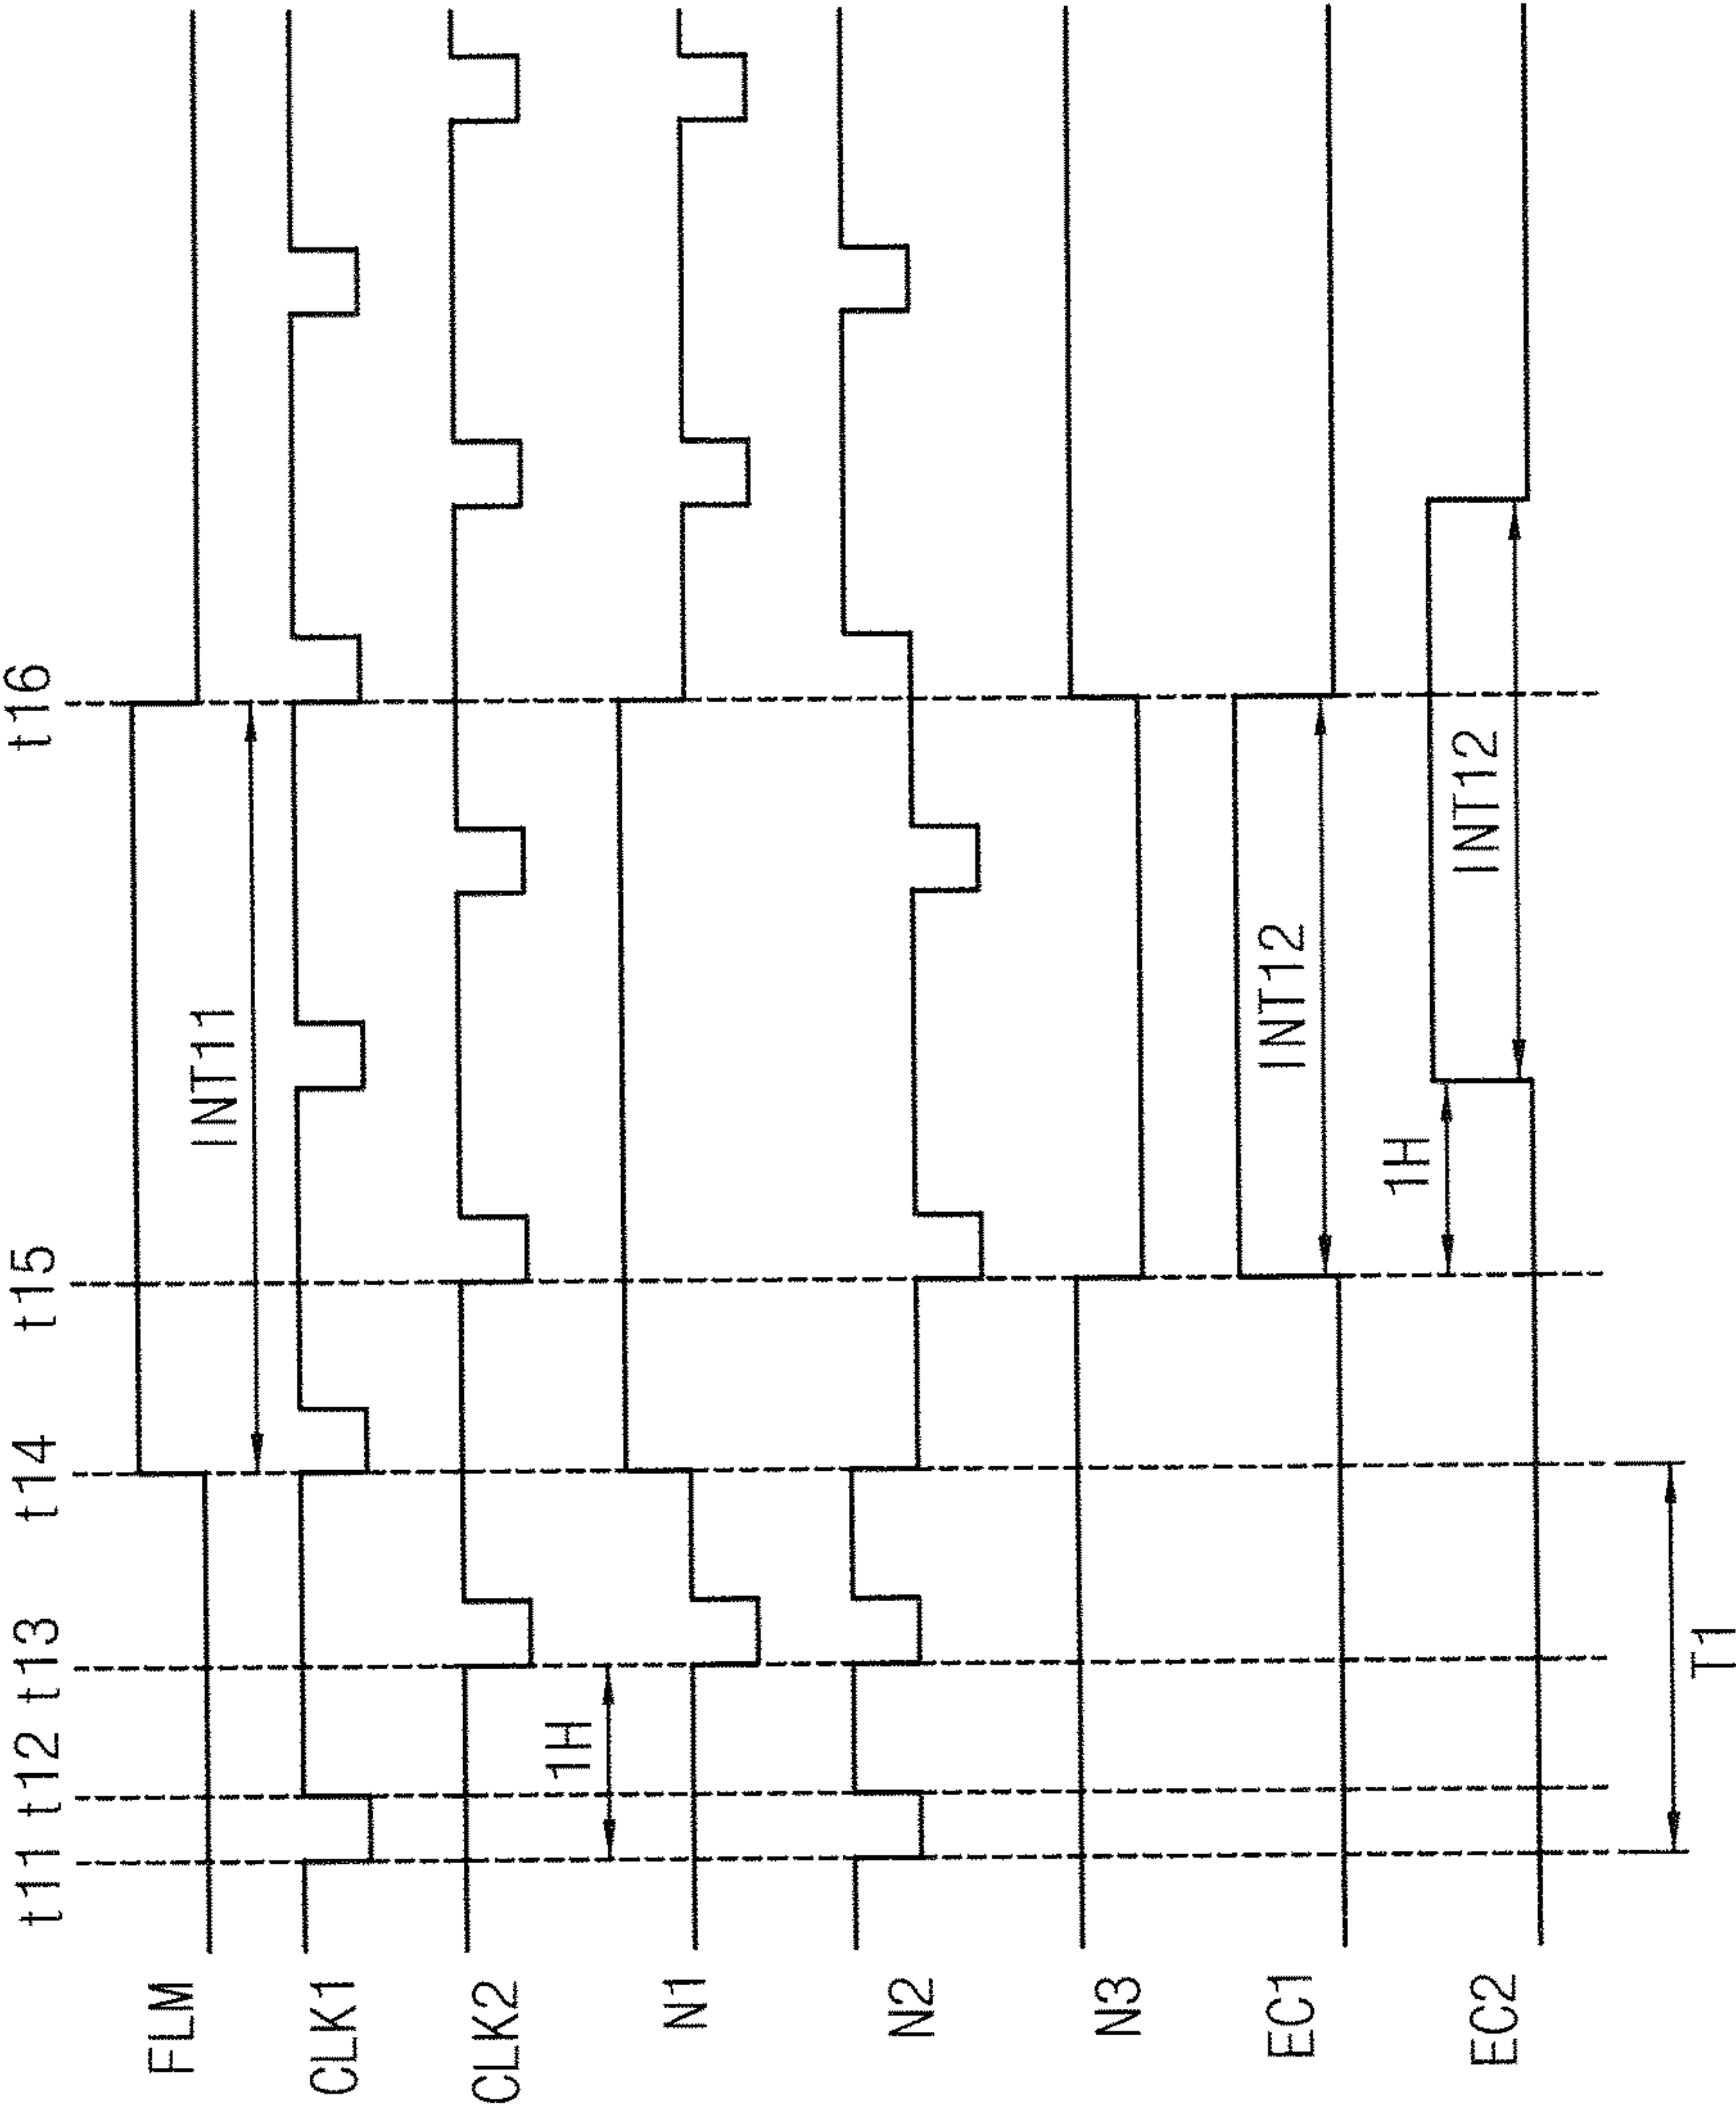 t11 t12 t13 t14 t15 t16
FLM
INT11
CLK1
CLK2
1H
N1
N2
N3
EC1
INT12
EC2
1H
INT12
T1